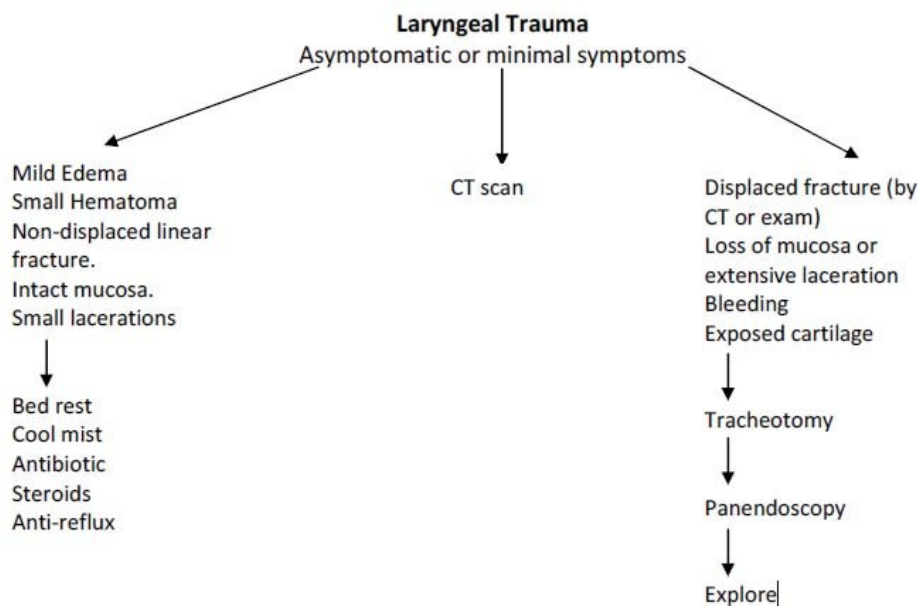 Laryngeal Trauma
Asymptomatic or minimal symptoms
Mild Edema
Small Hematoma
Non-displaced linear
fracture.
Intact mucosa.
Small lacerations
Bed rest
Cool mist
Antibiotic
Steroids
Anti-reflux
CT scan
Displaced fracture (by
CT or exam)
Loss of mucosa or
extensive laceration
Bleeding
Exposed cartilage
Tracheotomy
Panendoscopy
Explore